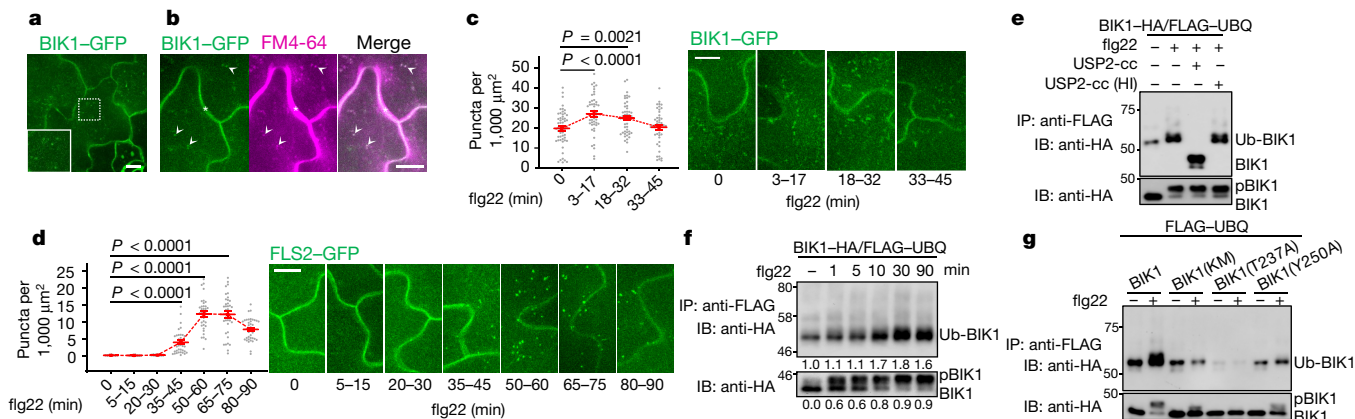 a
BIK1–GFP
b
BIK1–GFP FM4-64 Merge
c
P = 0.0021
P < 0.0001
Puncta per 1,000 μm²
50
40
30
20
10
0
0 3–17 18–32 33–45
flg22 (min)
BIK1–GFP
0 3–17 18–32 33–45
flg22 (min)
d
P < 0.0001
P < 0.0001
P < 0.0001
Puncta per 1,000 μm²
25
20
15
10
5
0
0 5–15 20–30 35–45 50–60 65–75 80–90
flg22 (min)
FLS2–GFP
0 5–15 20–30 35–45 50–60 65–75 80–90
flg22 (min)
e
BIK1–HA/FLAG–UBQ
flg22 – + + +
USP2-cc – – + –
USP2-cc (HI) – – – +
75
IP: anti-FLAG
IB: anti-HA
Ub-BIK1
50
BIK1
50
IB: anti-HA
pBIK1
BIK1
f
BIK1–HA/FLAG–UBQ
flg22 – 1 5 10 30 90 min
80
IP: anti-FLAG
58
IB: anti-HA
Ub-BIK1
46
1.0 1.1 1.1 1.7 1.8 1.6
46
IB: anti-HA
pBIK1
BIK1
0.0 0.6 0.6 0.8 0.9 0.9
g
FLAG–UBQ
BIK1 BIK1(KM) BIK1(T237A) BIK1(Y250A)
flg22 – + – + – + – +
75
IP: anti-FLAG
IB: anti-HA
Ub-BIK1
50
50
IB: anti-HA
pBIK1
BIK1